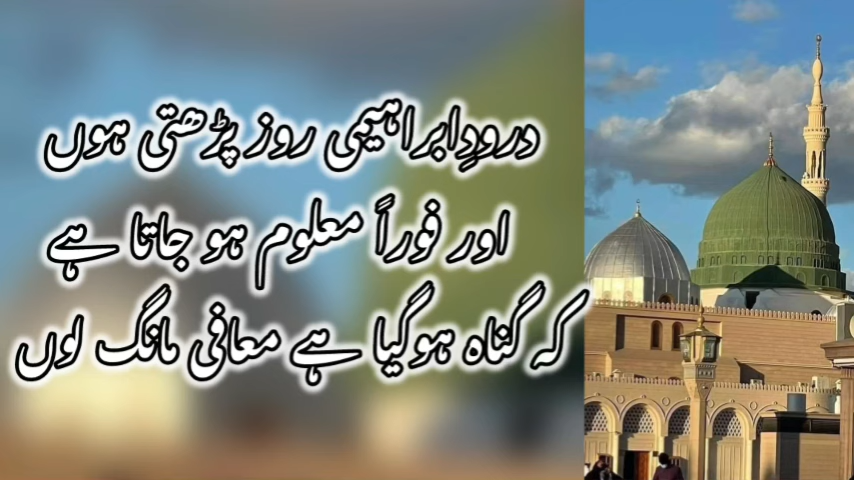 درودِابراہیمی روز پڑھتی ہوں
اور فوراً معلوم ہو جاتا ہے
کہ گناہ ہوگیا ہے معافی مانگ لوں